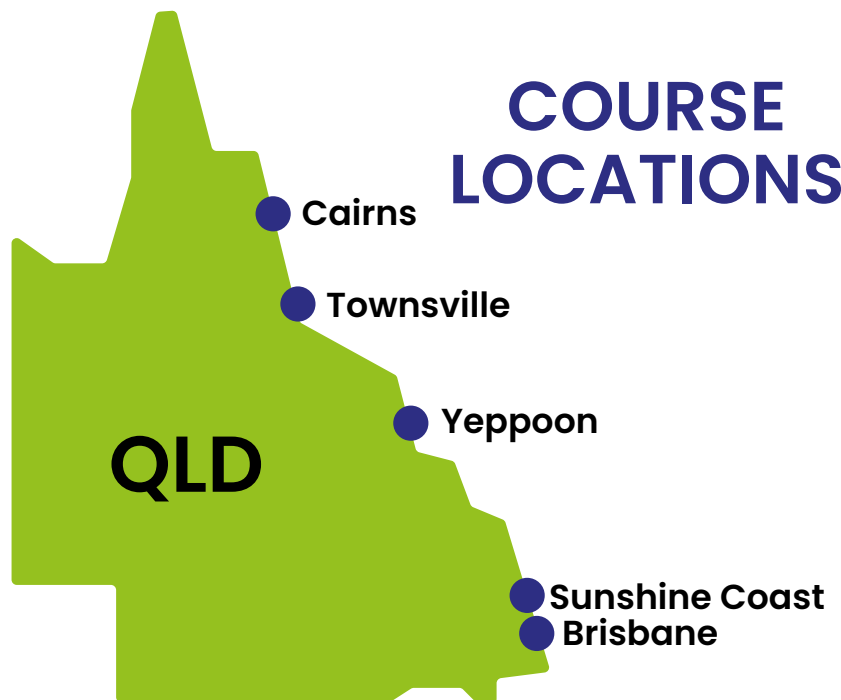 COURSE
LOCATIONS
Cairns
Townsville
Yeppoon
QLD
Sunshine Coast
Brisbane